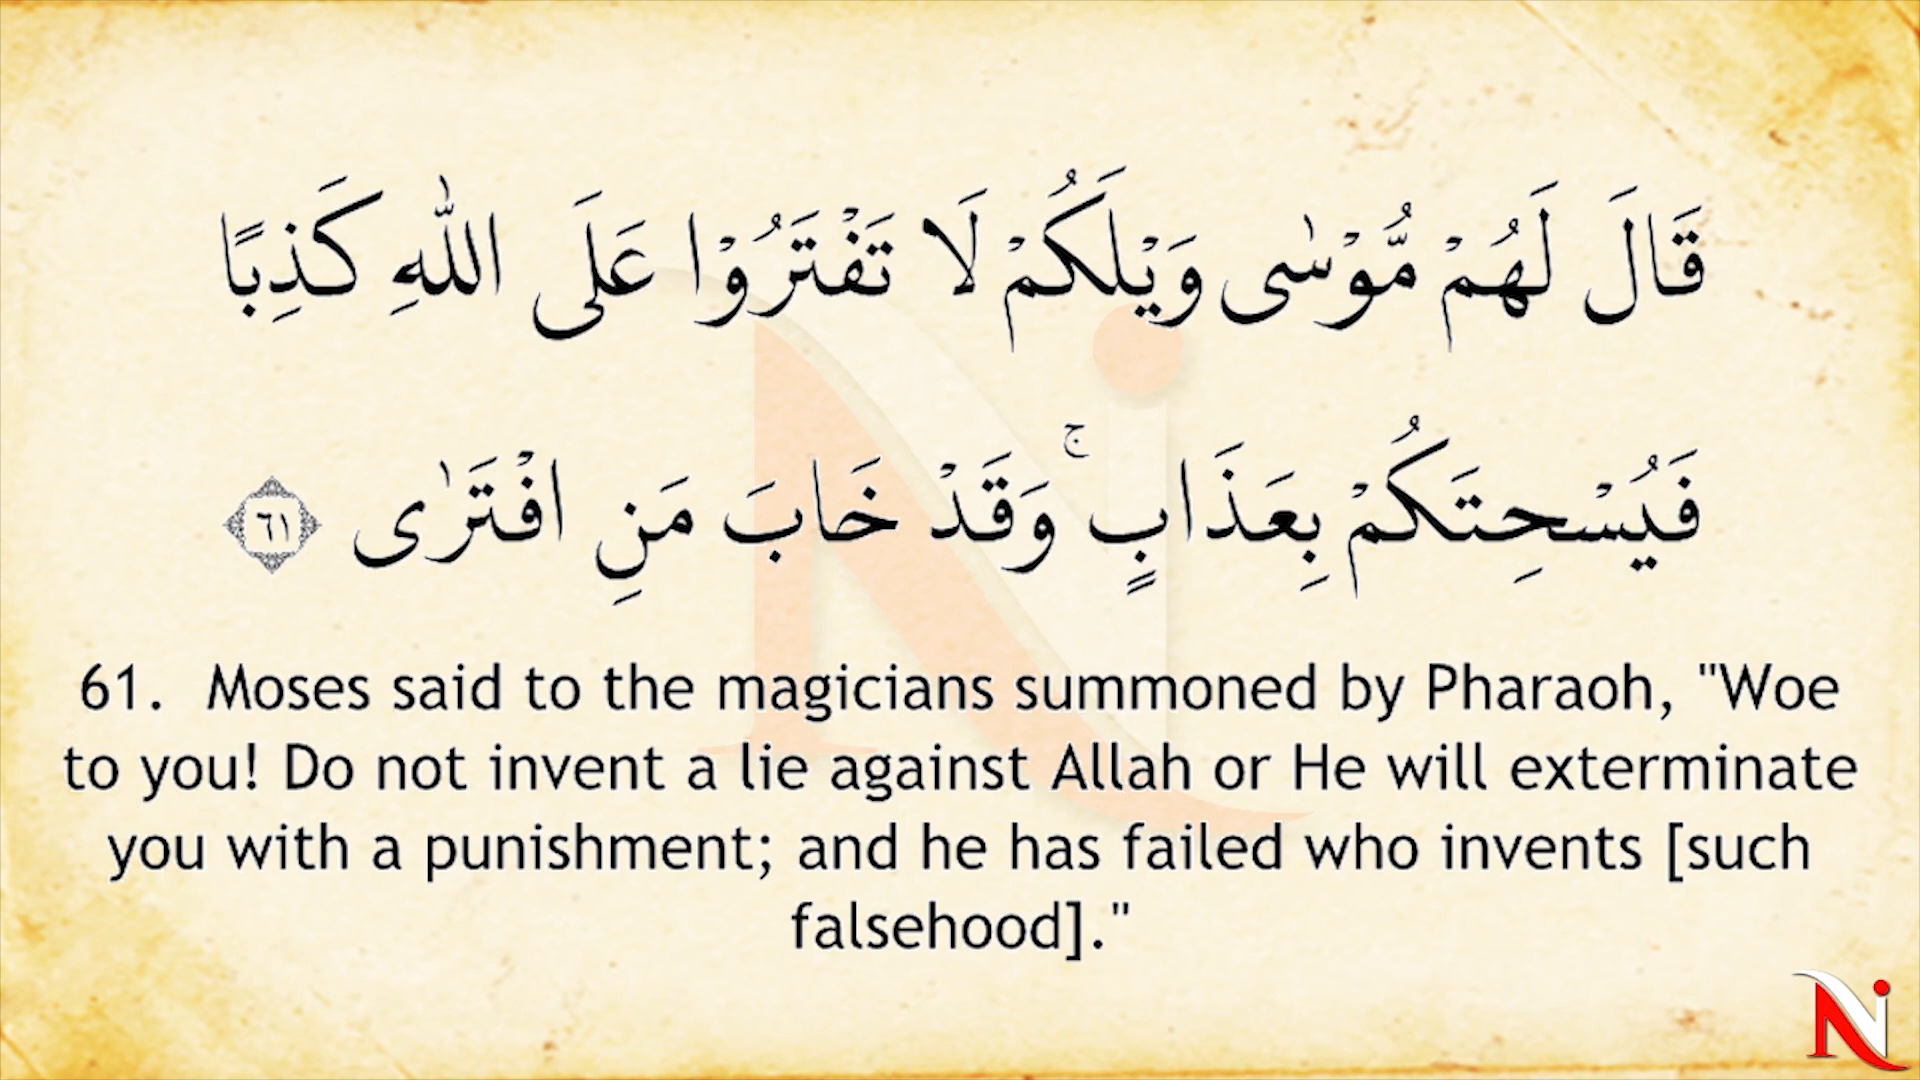 قَالَ لَهُمْ مُّوْسٰى وَيْلَكُمْ لَا تَفْتَرُوْا عَلَى اللّٰهِ كَذِبًا
فَيُسْحِتَكُمْ بِعَذَابٍ ۚ وَقَدْ خَابَ مَنِ افْتَرٰى ٦١
61. Moses said to the magicians summoned by Pharaoh, "Woe
to you! Do not invent a lie against Allah or He will exterminate
you with a punishment; and he has failed who invents [such
falsehood]."